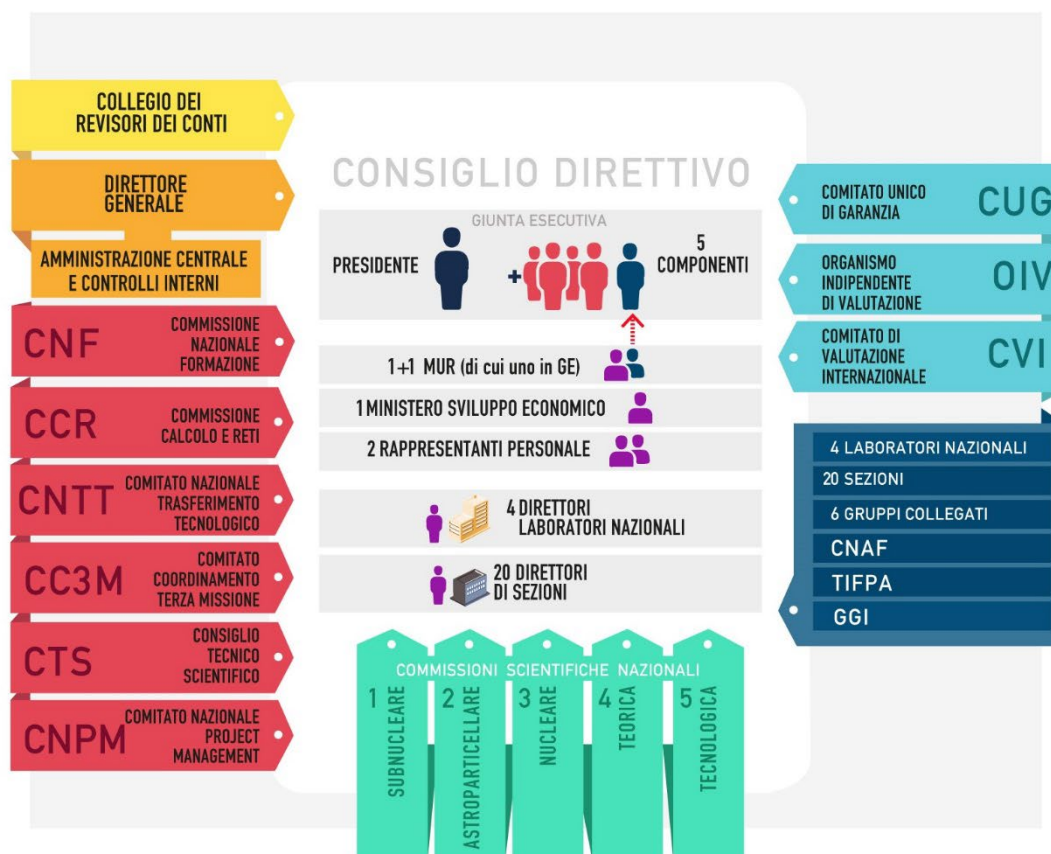 COLLEGIO DEI
REVISORI DEI CONTI
DIRETTORE
GENERALE
AMMINISTRAZIONE CENTRALE
E CONTROLLI INTERNI
CNF
COMMISSIONE
NAZIONALE
FORMAZIONE
CCR
COMMISSIONE
CALCOLO E RETI
CNTT
COMITATO NAZIONALE
TRASFERIMENTO
TECNOLOGICO
CC3M
COMITATO
COORDINAMENTO
TERZA MISSIONE
CTS
CONSIGLIO
TECNICO
SCIENTIFICO
CNPM
COMITATO NAZIONALE
PROJECT
MANAGEMENT
CONSIGLIO DIRETTIVO
GIUNTA ESECUTIVA
PRESIDENTE
+
5
COMPONENTI
1+1 MUR (di cui uno in GE)
1 MINISTERO SVILUPPO ECONOMICO
2 RAPPRESENTANTI PERSONALE
4 DIRETTORI
LABORATORI NAZIONALI
20 DIRETTORI
DI SEZIONI
COMMISSIONI SCIENTIFICHE NAZIONALI
1 SUBNUCLEARE
2 ASTROPARTICELLARE
3 NUCLEARE
4 TEORICA
5 TECNOLOGICA
COMITATO UNICO
DI GARANZIA
CUG
ORGANISMO
INDIPENDENTE
DI VALUTAZIONE
OIV
COMITATO DI
VALUTAZIONE
INTERNAZIONALE
CVI
4 LABORATORI NAZIONALI
20 SEZIONI
6 GRUPPI COLLEGATI
CNAF
TIFPA
GGI